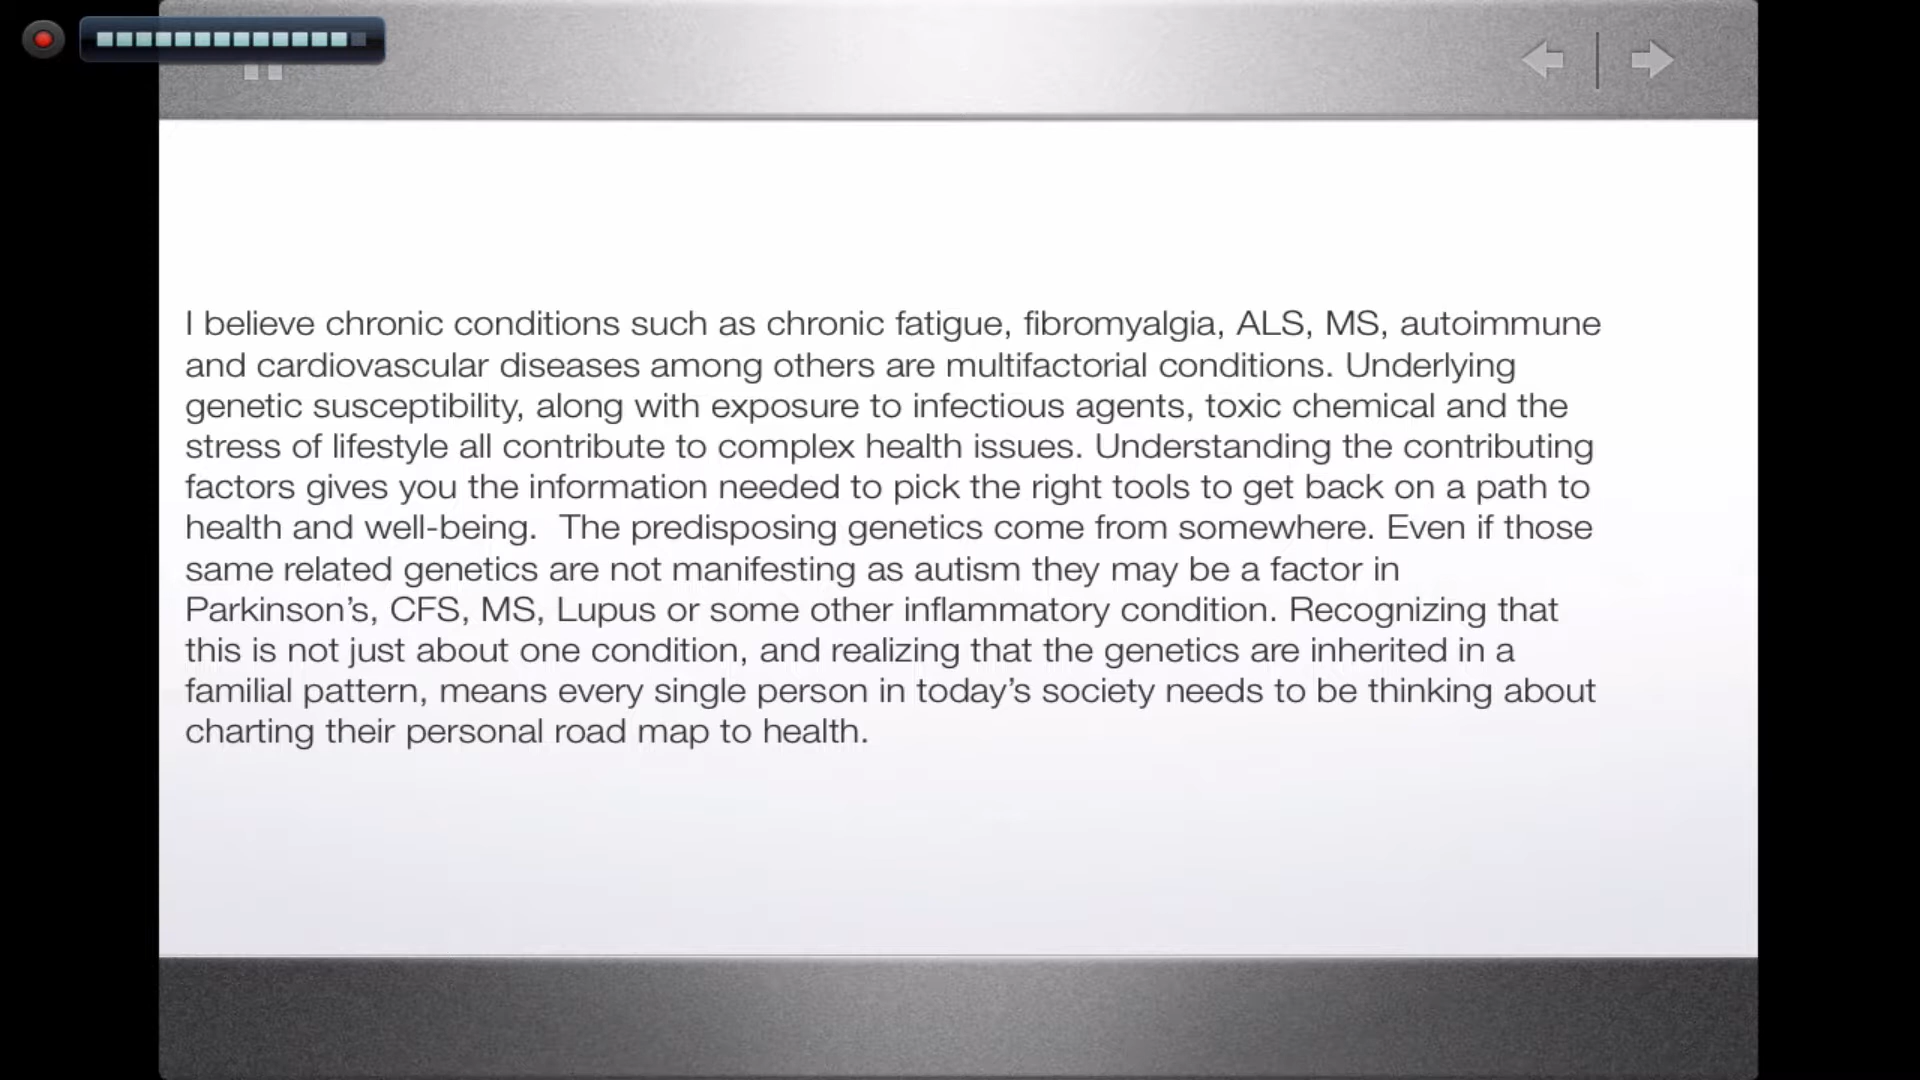 I believe chronic conditions such as chronic fatigue, fibromyalgia, ALS, MS, autoimmune
and cardiovascular diseases among others are multifactorial conditions. Underlying
genetic susceptibility, along with exposure to infectious agents, toxic chemical and the
stress of lifestyle all contribute to complex health issues. Understanding the contributing
factors gives you the information needed to pick the right tools to get back on a path to
health and well-being.  The predisposing genetics come from somewhere. Even if those
same related genetics are not manifesting as autism they may be a factor in
Parkinson’s, CFS, MS, Lupus or some other inflammatory condition. Recognizing that
this is not just about one condition, and realizing that the genetics are inherited in a
familial pattern, means every single person in today’s society needs to be thinking about
charting their personal road map to health.